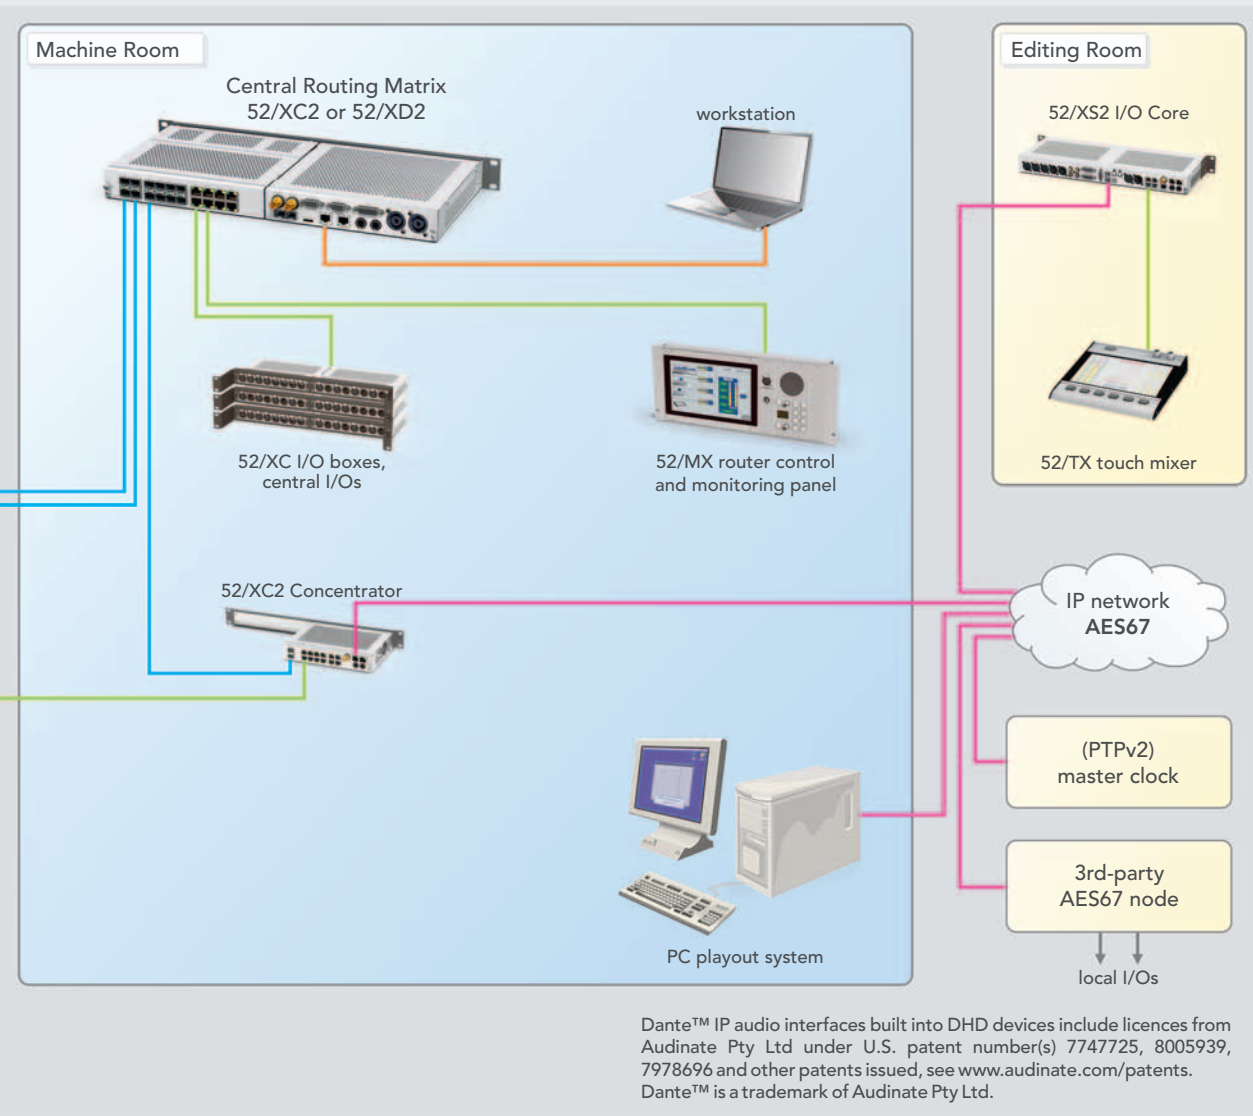 Machine Room
Editing Room
Central Routing Matrix
52/XC2 or 52/XD2
workstation
52/XS2 I/O Core
52/XC I/O boxes,
central I/Os
52/MX router control
and monitoring panel
52/TX touch mixer
52/XC2 Concentrator
IP network
AES67
(PTPv2)
master clock
3rd-party
AES67 node
PC playout system
local I/Os
Dante™ IP audio interfaces built into DHD devices include licences from
Audinate Pty Ltd under U.S. patent number(s) 7747725, 8005939,
7978696 and other patents issued, see www.audinate.com/patents.
Dante™ is a trademark of Audinate Pty Ltd.